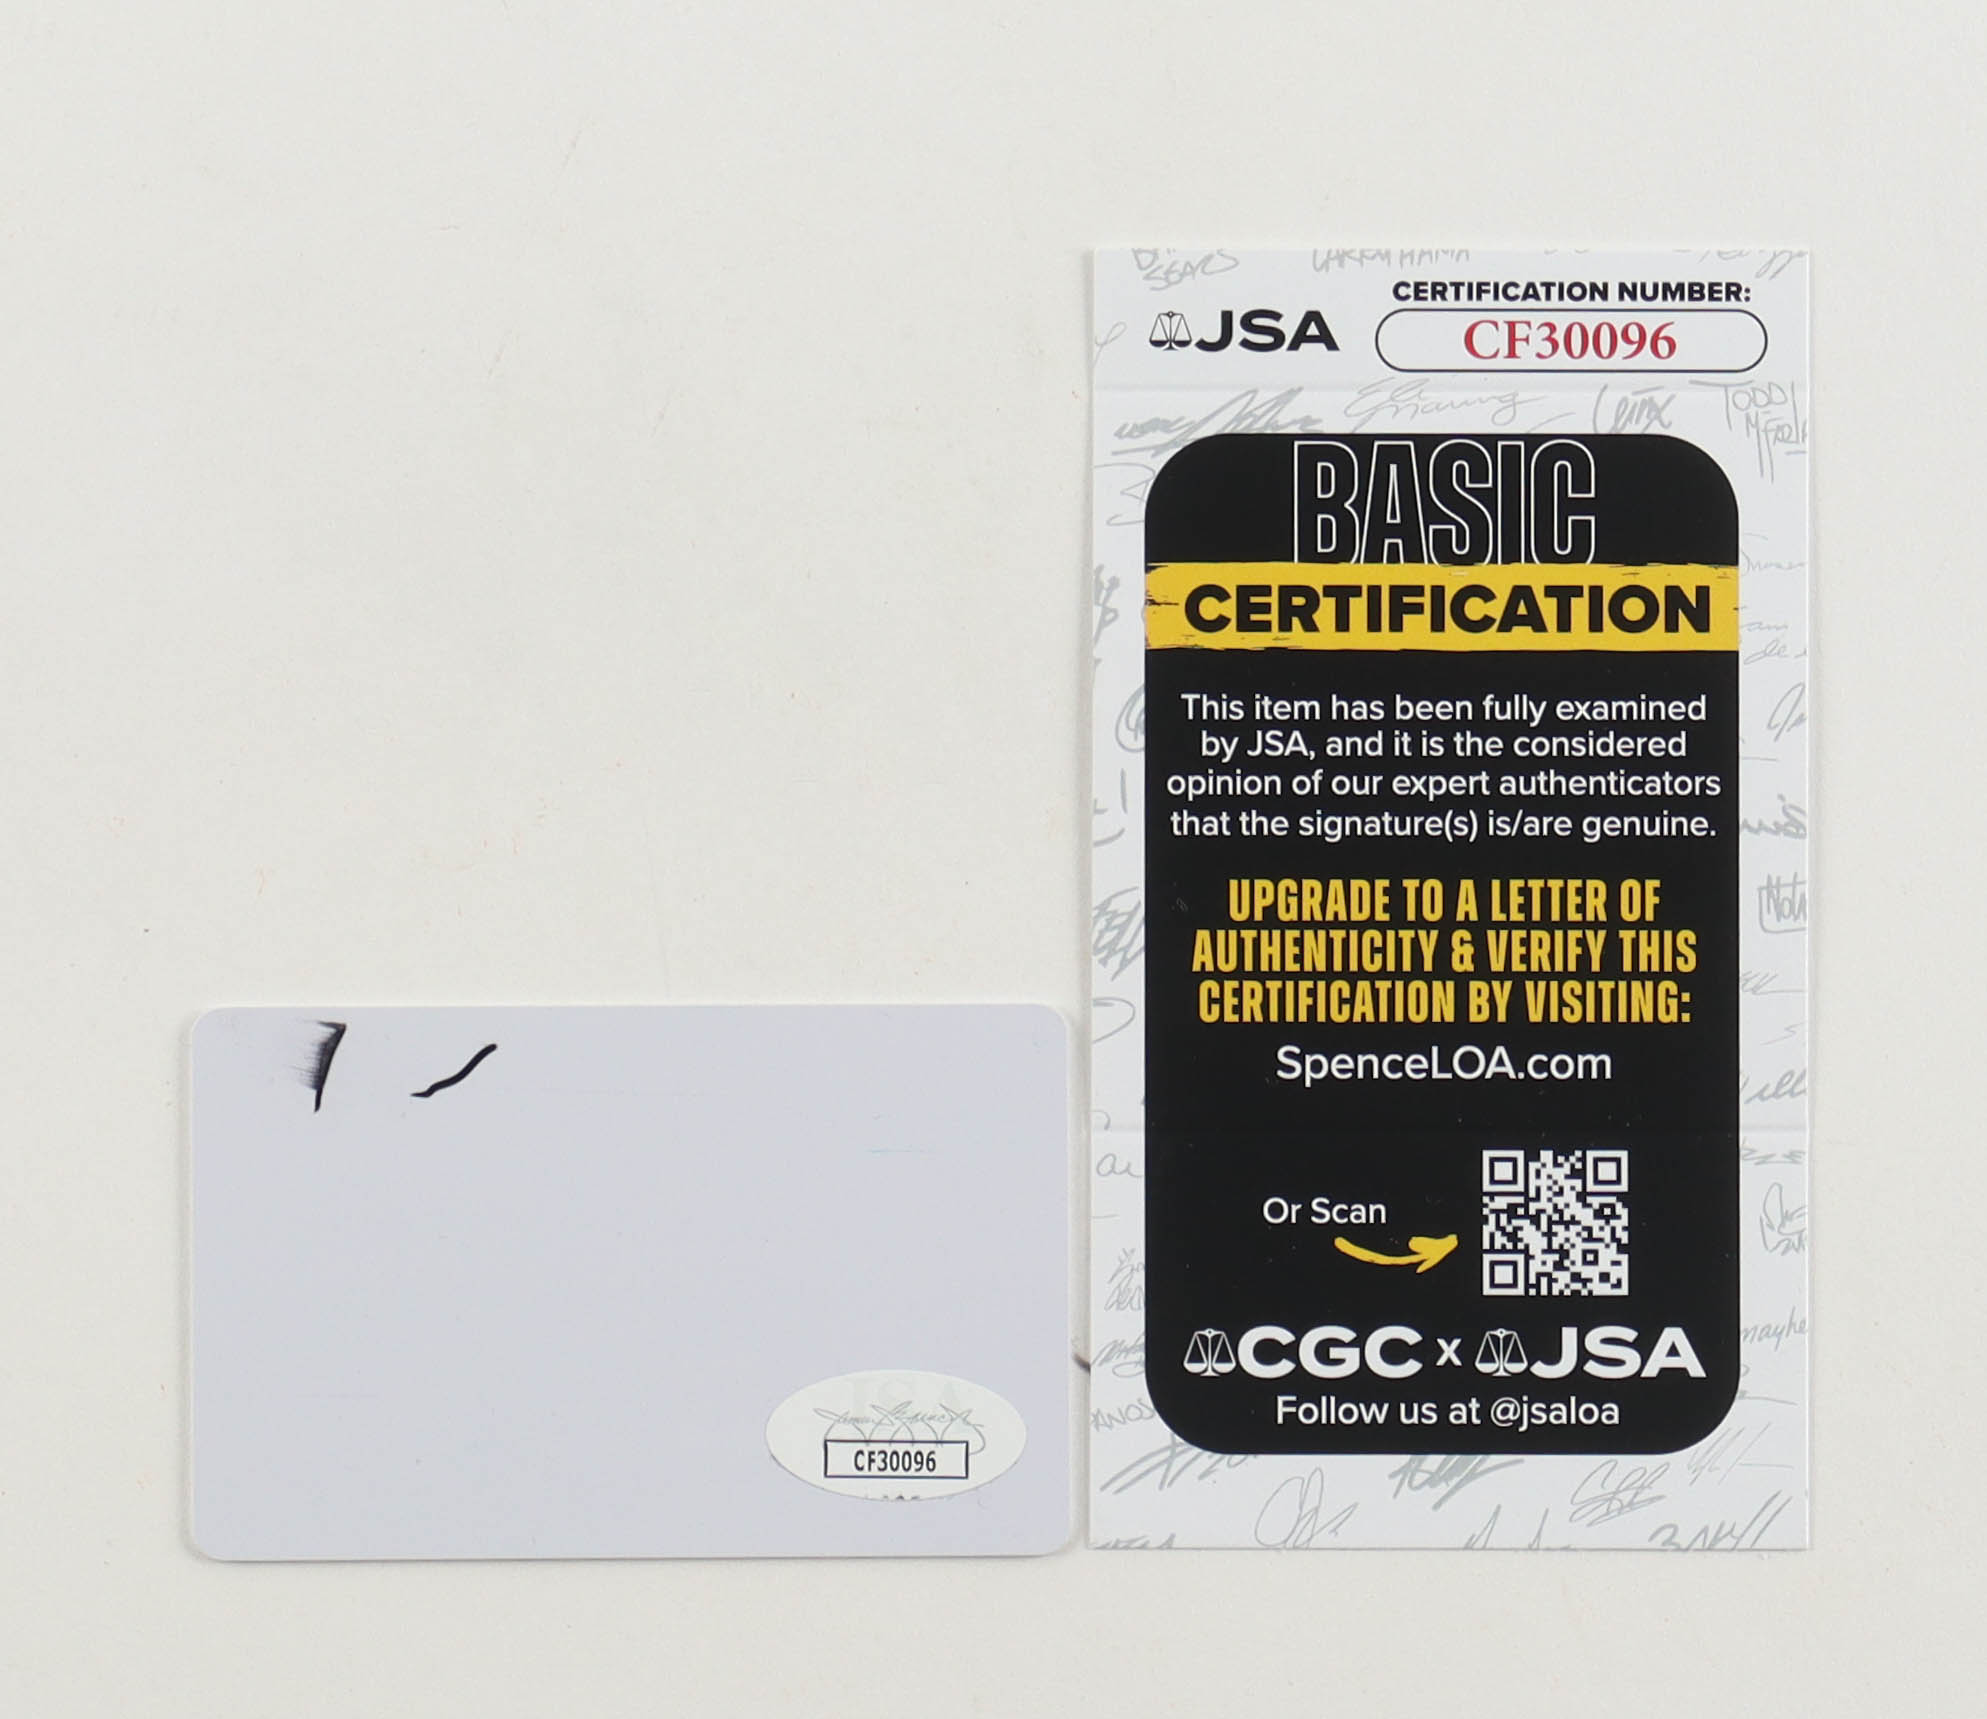 JSA
CERTIFICATION NUMBER:
CF30096
BASIC
CERTIFICATION
This item has been fully examined
by JSA, and it is the considered
opinion of our expert authenticators
that the signature(s) is/are genuine.
UPGRADE TO A LETTER OF
AUTHENTICITY & VERIFY THIS
CERTIFICATION BY VISITING:
SpenceLOA.com
Or Scan
CGC x JSA
Follow us at @jsaloa
CF30096